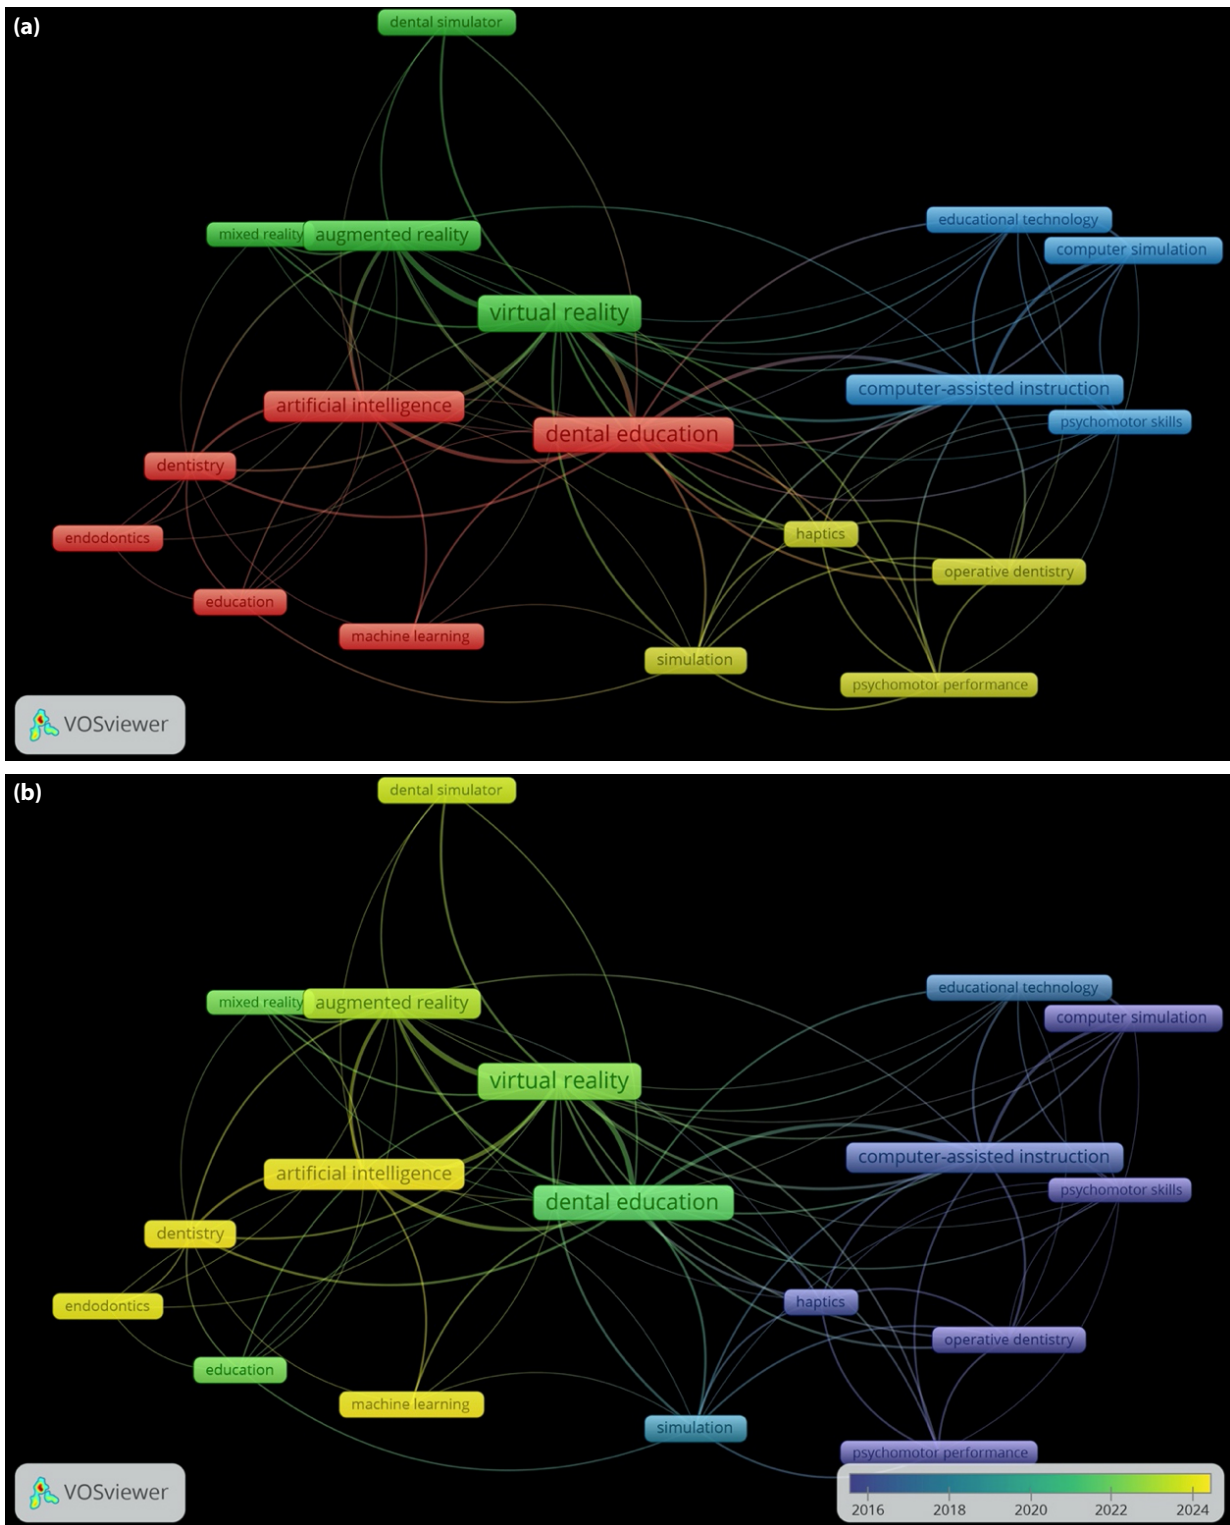 (a)
dental simulator
mixed reality
augmented reality
educational technology
computer simulation
virtual reality
computer-assisted instruction
artificial intelligence
psychomotor skills
dental education
dentistry
haptics
endodontics
operative dentistry
education
machine learning
simulation
psychomotor performance
VOSviewer
(b)
dental simulator
mixed reality
augmented reality
educational technology
computer simulation
virtual reality
computer-assisted instruction
artificial intelligence
psychomotor skills
dental education
dentistry
haptics
endodontics
operative dentistry
education
machine learning
simulation
psychomotor performance
VOSviewer
2016 2018 2020 2022 2024